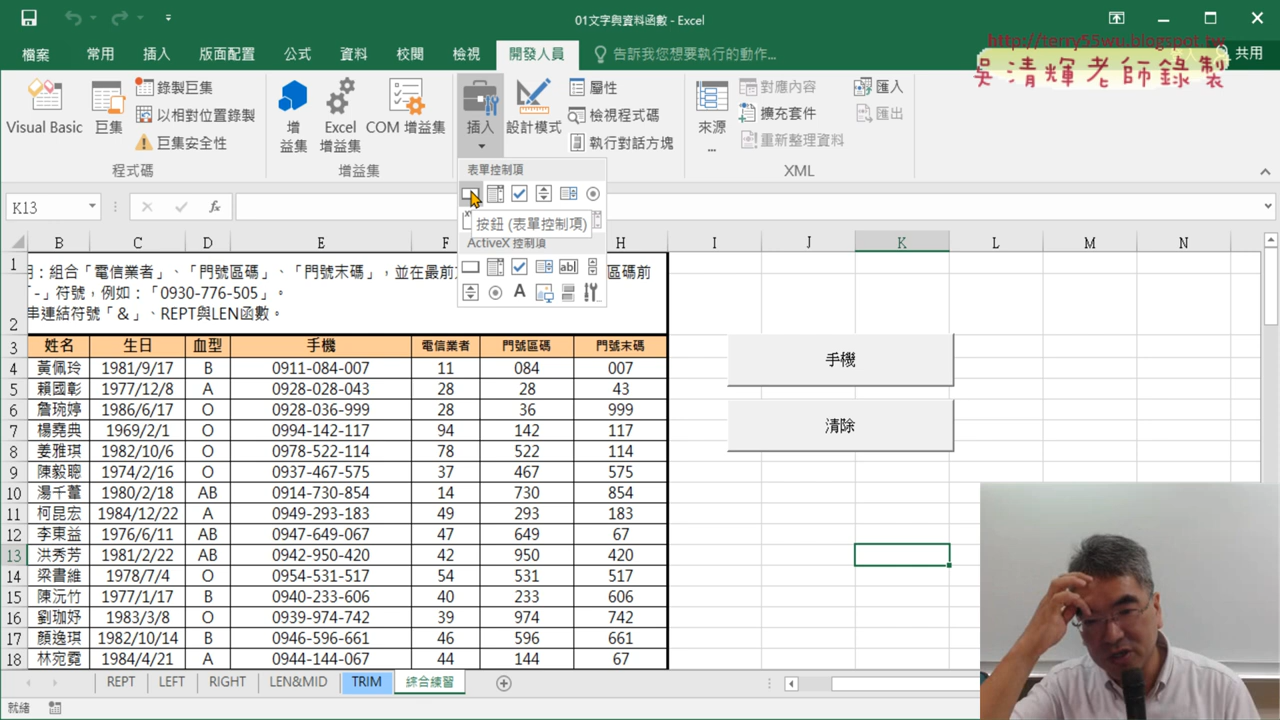 01文字與資料函數 - Excel
檔案 常用 插入 版面配置 公式 資料 校閱 檢視 開發人員 告訴我您想要執行的動作... 共用
http://terry55wu.blogspot.tw
吳清輝老師錄製
Visual Basic 巨集 錄製巨集 以相對位置錄製 巨集安全性 程式碼
增益集 Excel 增益集 COM 增益集 增益集
插入 設計模式 屬性 檢視程式碼 執行對話方塊
來源... 對應內容 擴充套件 重新整理資料 匯入 匯出 XML
表單控制項
按鈕 (表單控制項)
ActiveX 控制項
K13 fx
B C D E F H I J K L M N
1 明：組合「電信業者」、「門號區碼」、「門號末碼」，並在最前 區碼前
「-」符號，例如：「0930-776-505」。
2 串連結符號「&」、REPT與LEN函數。
3 姓名 生日 血型 手機 電信業者 門號區碼 門號末碼
4 黃佩玲 1981/9/17 B 0911-084-007 11 084 007
5 賴國彰 1977/12/8 A 0928-028-043 28 28 43
6 詹琬婷 1986/6/17 O 0928-036-999 28 36 999
7 楊堯典 1969/2/1 O 0994-142-117 94 142 117
8 姜雅琪 1982/10/6 O 0978-522-114 78 522 114
9 陳毅聰 1974/2/16 O 0937-467-575 37 467 575
10 湯千蕙 1980/2/18 AB 0914-730-854 14 730 854
11 柯昆宏 1984/12/22 A 0949-293-183 49 293 183
12 李東益 1976/6/11 AB 0947-649-067 47 649 67
13 洪秀芳 1981/2/22 AB 0942-950-420 42 950 420
14 梁書維 1978/7/4 O 0954-531-517 54 531 517
15 陳沅竹 1977/1/17 B 0940-233-606 40 233 606
16 劉珈妤 1983/3/8 O 0939-974-742 39 974 742
17 顏逸琪 1982/10/14 B 0946-596-661 46 596 661
18 林宛霓 1984/4/21 A 0944-144-067 44 144 67
手機
清除
REPT LEFT RIGHT LEN&MID TRIM 綜合練習
就緒